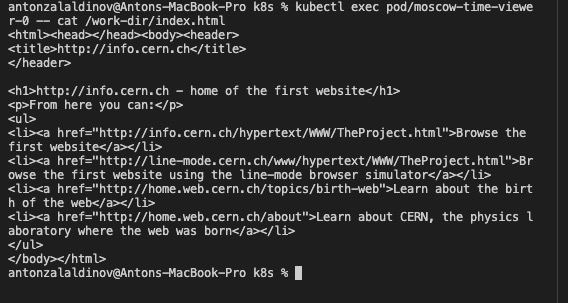 antonzalaldinov@Antons-MacBook-Pro k8s % kubectl exec pod/moscow-time-viewe
r-0 -- cat /work-dir/index.html
<html><head></head><body><header>
<title>http://info.cern.ch</title>
</header>

<h1>http://info.cern.ch - home of the first website</h1>
<p>From here you can:</p>
<ul>
<li><a href="http://info.cern.ch/hypertext/WWW/TheProject.html">Browse the
first website</a></li>
<li><a href="http://line-mode.cern.ch/www/hypertext/WWW/TheProject.html">Br
owse the first website using the line-mode browser simulator</a></li>
<li><a href="http://home.web.cern.ch/topics/birth-web">Learn about the birt
h of the web</a></li>
<li><a href="http://home.web.cern.ch/about">Learn about CERN, the physics l
aboratory where the web was born</a></li>
</ul>
</body></html>
antonzalaldinov@Antons-MacBook-Pro k8s %